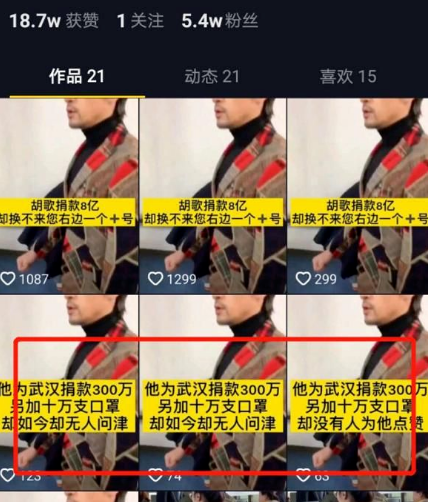 18.7w 获赞 1 关注 5.4w 粉丝
作品 21 动态 21 喜欢 15
胡歌捐款8亿
却换不来您右边一个＋号
胡歌捐款8亿
却换不来您右边一个＋号
胡歌捐款8亿
却换不来您右边一个＋号
1087 1299 299
他为武汉捐款300万
另加十万支口罩
却如今却无人问津
他为武汉捐款300万
另加十万支口罩
却如今却无人问津
他为武汉捐款300万
另加十万支口罩
却没有人为他点赞
123 74 63